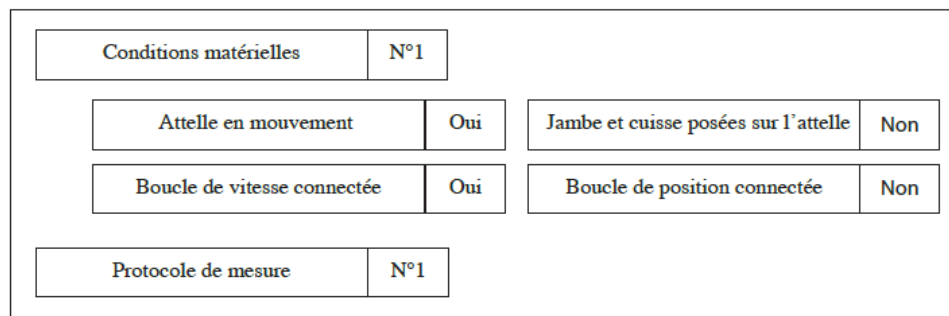 Conditions matérielles N°1
Attelle en mouvement Oui Jambe et cuisse posées sur l'attelle Non
Boucle de vitesse connectée Oui Boucle de position connectée Non
Protocole de mesure N°1